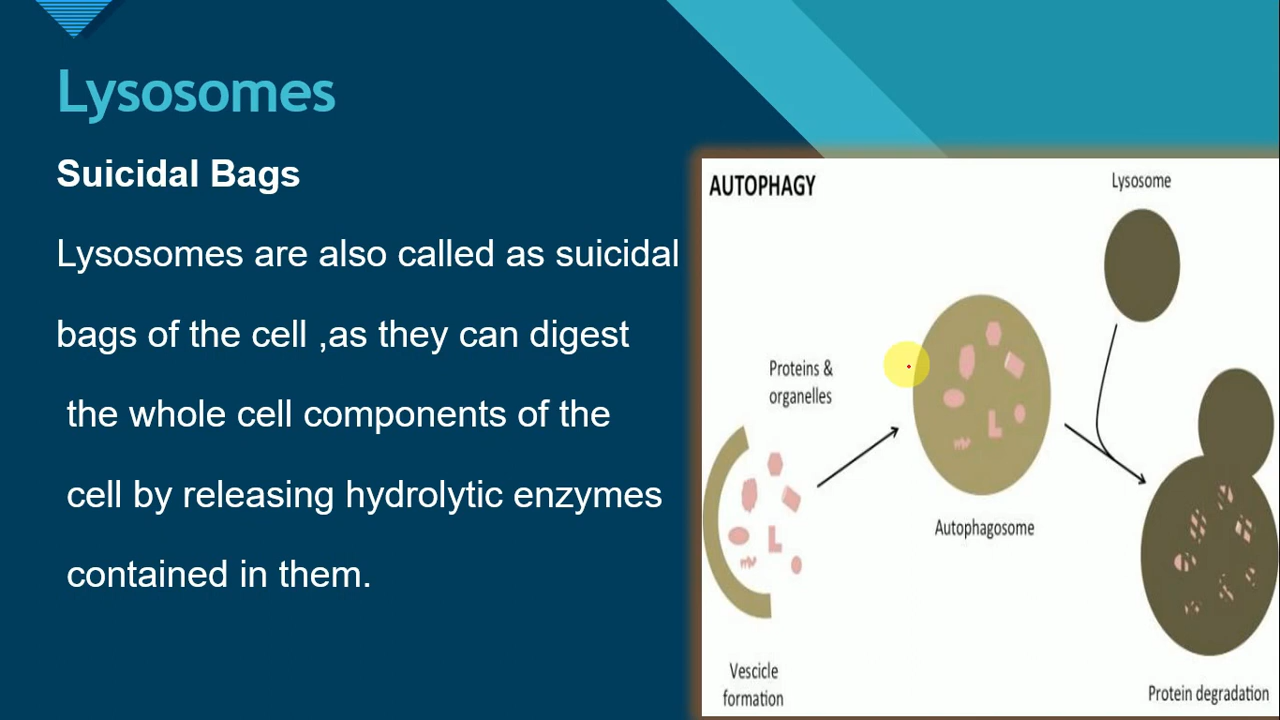 Lysosomes
Suicidal Bags
Lysosomes are also called as suicidal
bags of the cell ,as they can digest
the whole cell components of the
cell by releasing hydrolytic enzymes
contained in them.
AUTOPHAGY
Lysosome
Proteins &
organelles
Autophagosome
Vescicle
formation
Protein degradation